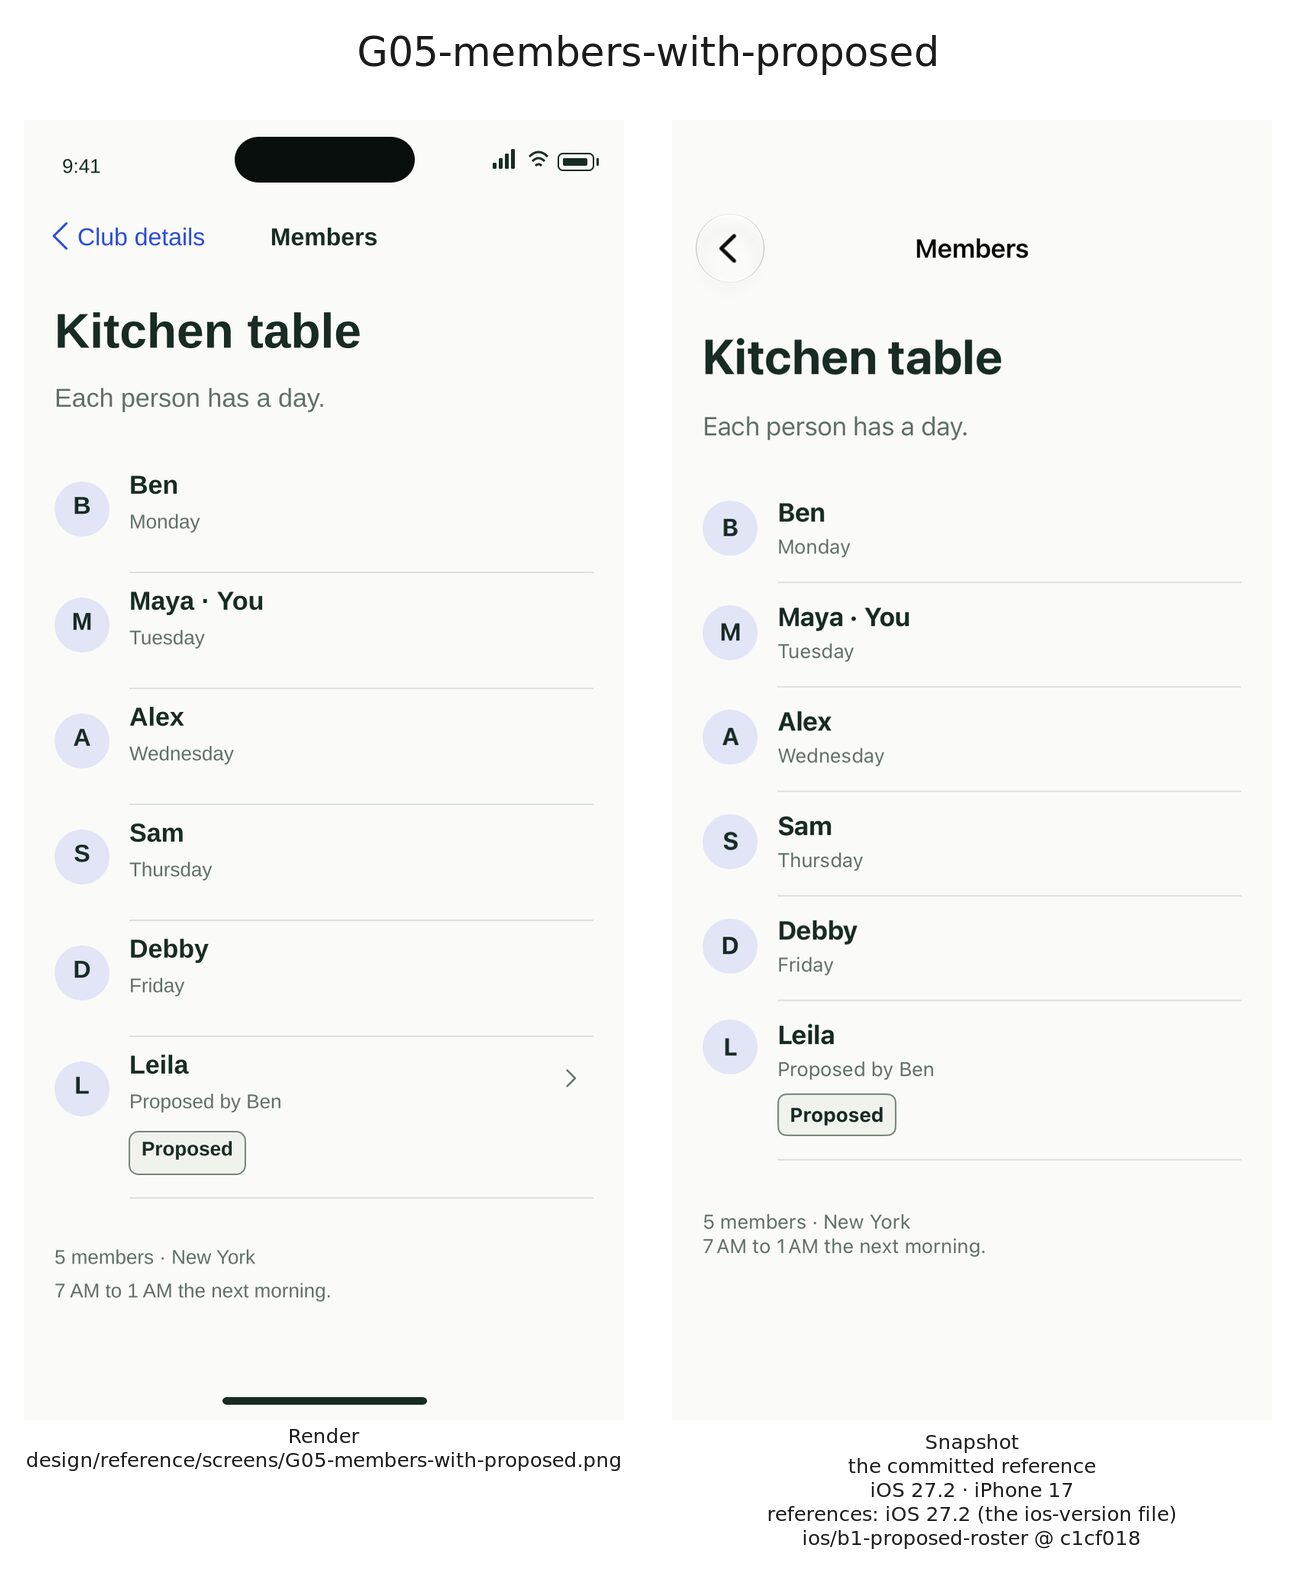 G05-members-with-proposed
9:41
Club details
Members
Kitchen table
Each person has a day.
B
Ben
Monday
M
Maya · You
Tuesday
A
Alex
Wednesday
S
Sam
Thursday
D
Debby
Friday
L
Leila
Proposed by Ben
Proposed
5 members · New York
7 AM to 1 AM the next morning.
Render
design/reference/screens/G05-members-with-proposed.png
Members
Kitchen table
Each person has a day.
B
Ben
Monday
M
Maya · You
Tuesday
A
Alex
Wednesday
S
Sam
Thursday
D
Debby
Friday
L
Leila
Proposed by Ben
Proposed
5 members · New York
7 AM to 1 AM the next morning.
Snapshot
the committed reference
iOS 27.2 · iPhone 17
references: iOS 27.2 (the ios-version file)
ios/b1-proposed-roster @ c1cf018